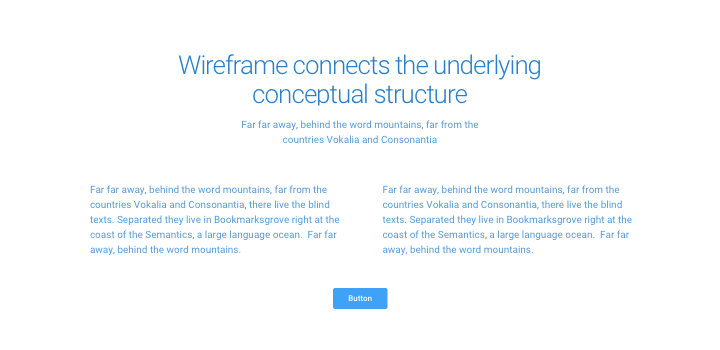 Wireframe connects the underlying
conceptual structure
Far far away, behind the word mountains, far from the
countries Vokalia and Consonantia
Far far away, behind the word mountains, far from the
countries Vokalia and Consonantia, there live the blind
texts. Separated they live in Bookmarksgrove right at the
coast of the Semantics, a large language ocean.  Far far
away, behind the word mountains.
Far far away, behind the word mountains, far from the
countries Vokalia and Consonantia, there live the blind
texts. Separated they live in Bookmarksgrove right at the
coast of the Semantics, a large language ocean.  Far far
away, behind the word mountains.
Button